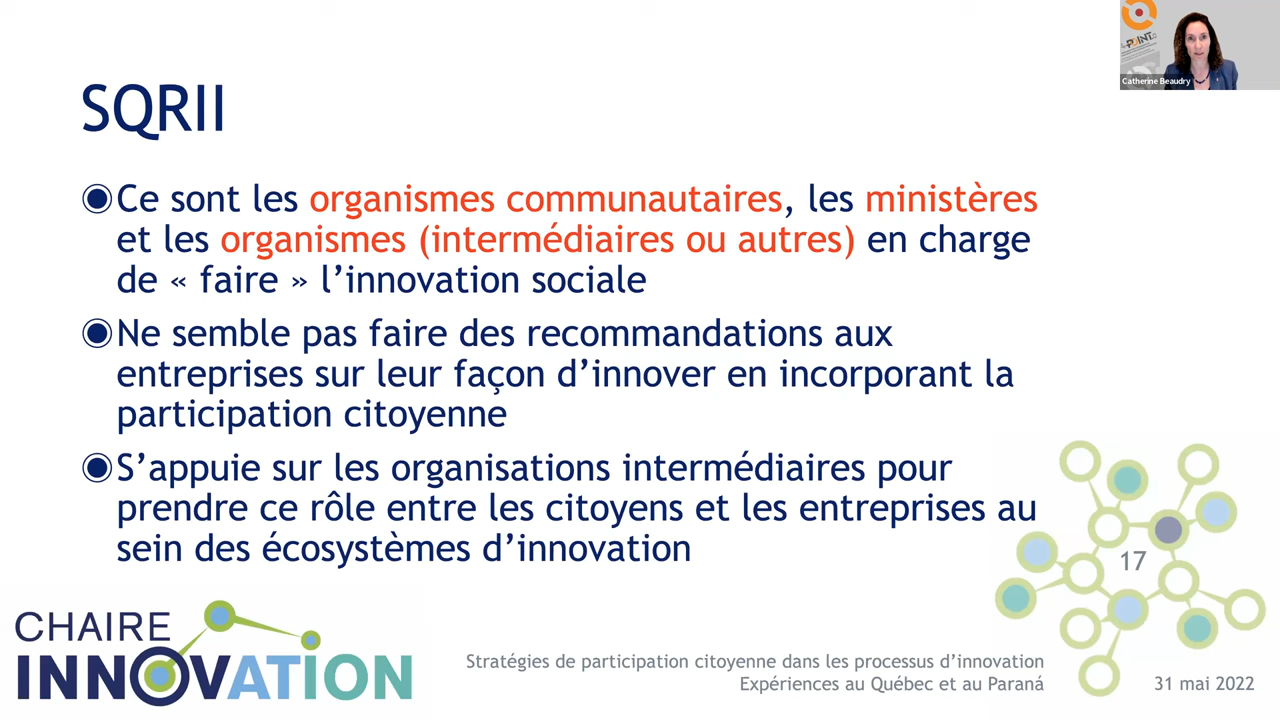 POINT
Catherine Beaudry
SQRII
Ce sont les organismes communautaires, les ministères
et les organismes (intermédiaires ou autres) en charge
de « faire » l’innovation sociale
Ne semble pas faire des recommandations aux
entreprises sur leur façon d’innover en incorporant la
participation citoyenne
S’appuie sur les organisations intermédiaires pour
prendre ce rôle entre les citoyens et les entreprises au
sein des écosystèmes d’innovation
17
CHAIRE
INNOVATION
Stratégies de participation citoyenne dans les processus d’innovation
Expériences au Québec et au Paraná
31 mai 2022